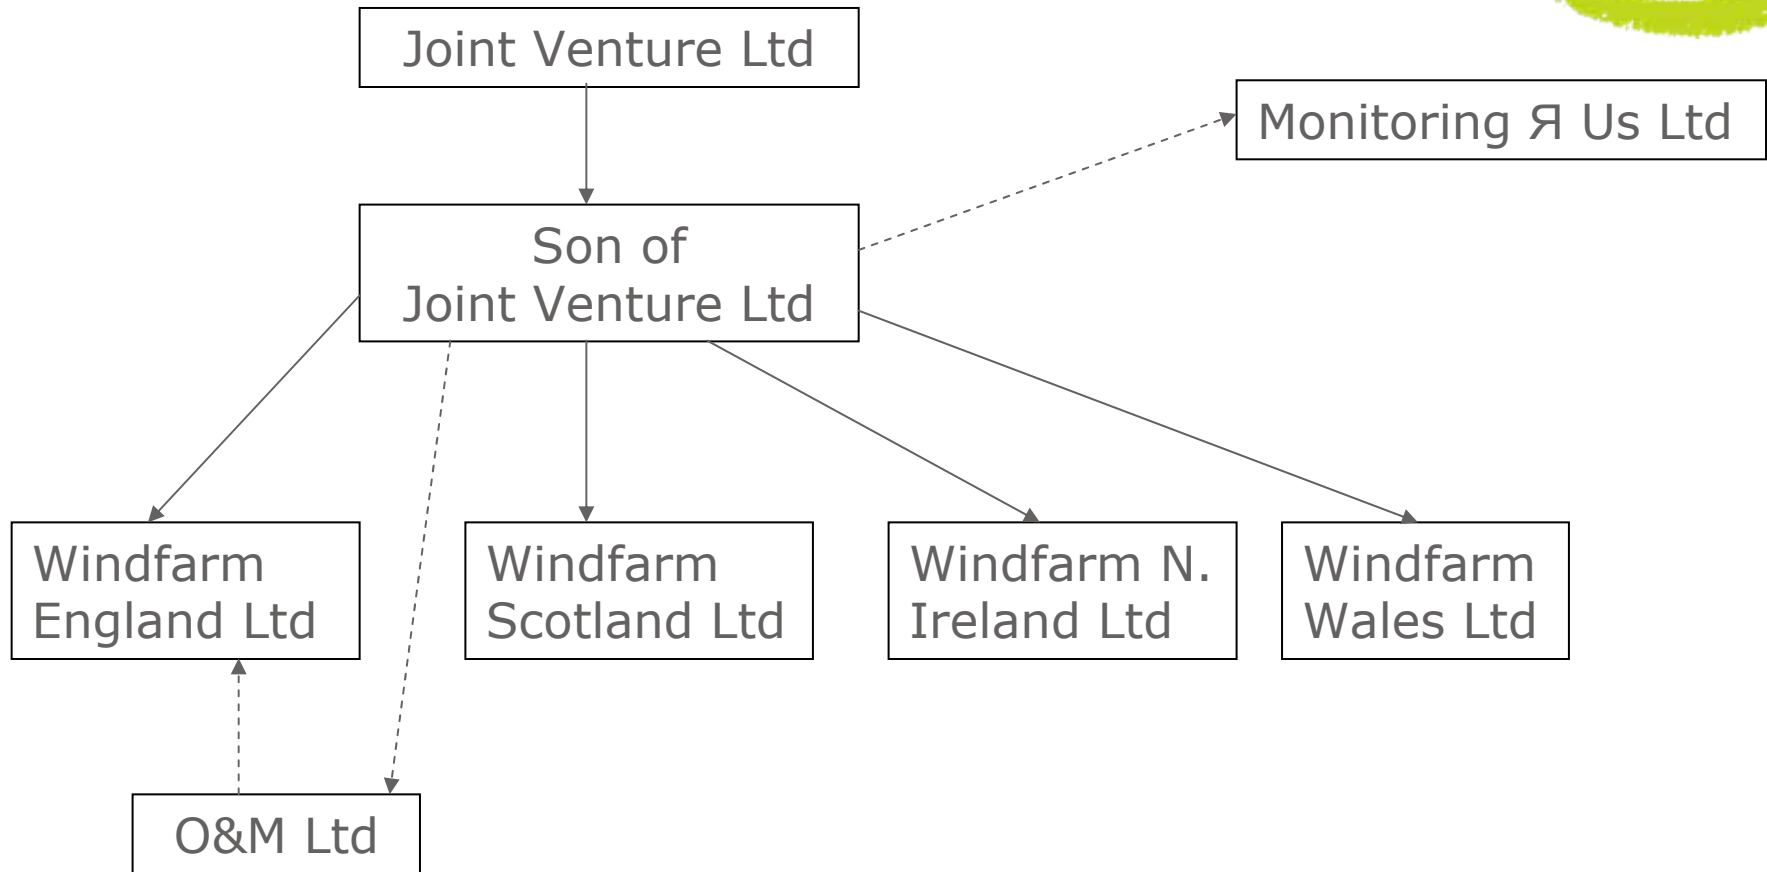 Joint Venture Ltd
Monitoring Я Us Ltd
Son of
Joint Venture Ltd
Windfarm
England Ltd
Windfarm
Scotland Ltd
Windfarm N.
Ireland Ltd
Windfarm
Wales Ltd
O&M Ltd